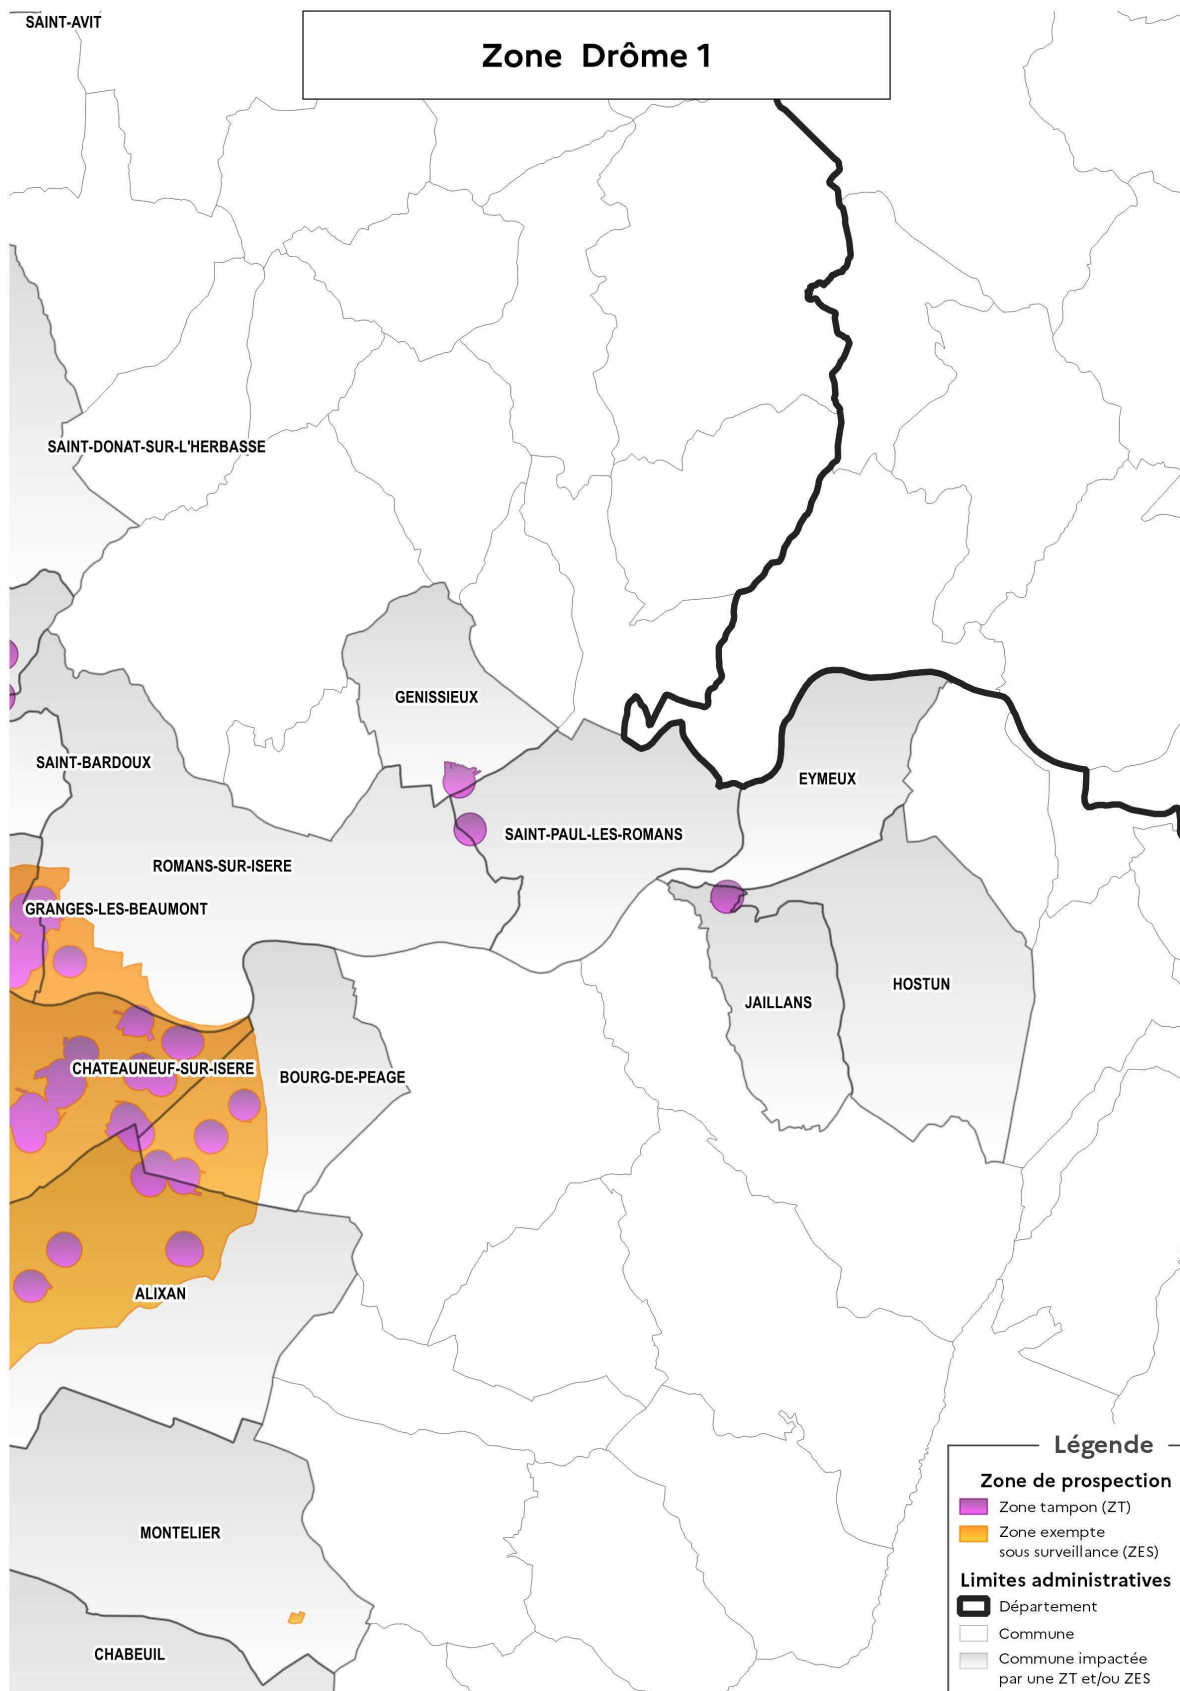 SAINT-AVIT
Zone Drôme 1
SAINT-DONAT-SUR-L'HERBASSE
GENISSIEUX
SAINT-BARDOUX
EYMEUX
SAINT-PAUL-LES-ROMANS
ROMANS-SUR-ISERE
GRANGES-LES-BEAUMONT
HOSTUN
JAILLANS
CHATEAUNEUF-SUR-ISERE
BOURG-DE-PEAGE
ALIXAN
MONTELIER
CHABEUIL
Légende
Zone de prospection
Zone tampon (ZT)
Zone exempte
sous surveillance (ZES)
Limites administratives
Département
Commune
Commune impactée
par une ZT et/ou ZES